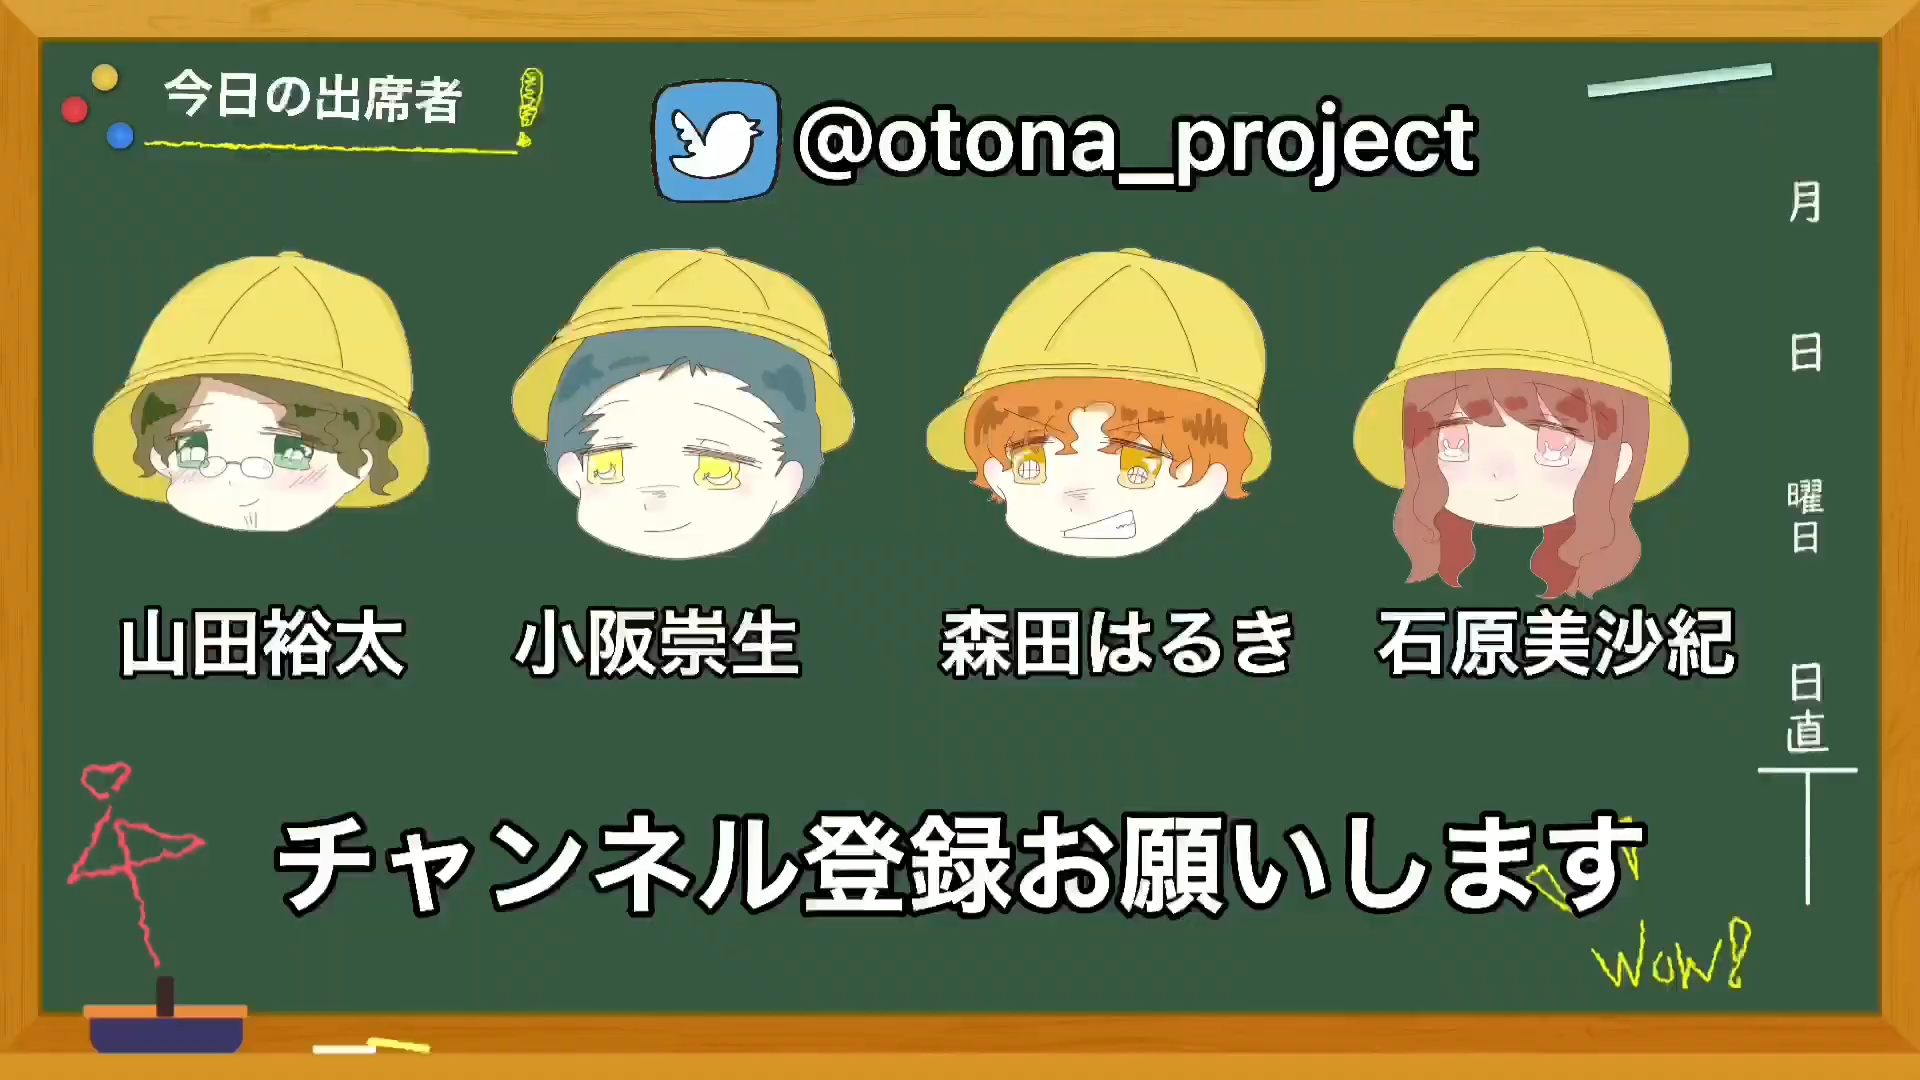 今日の出席者
@otona_project
山田裕太
小阪崇生
森田はるき
石原美沙紀
チャンネル登録お願いします
月
日
曜日
日直
WOW!